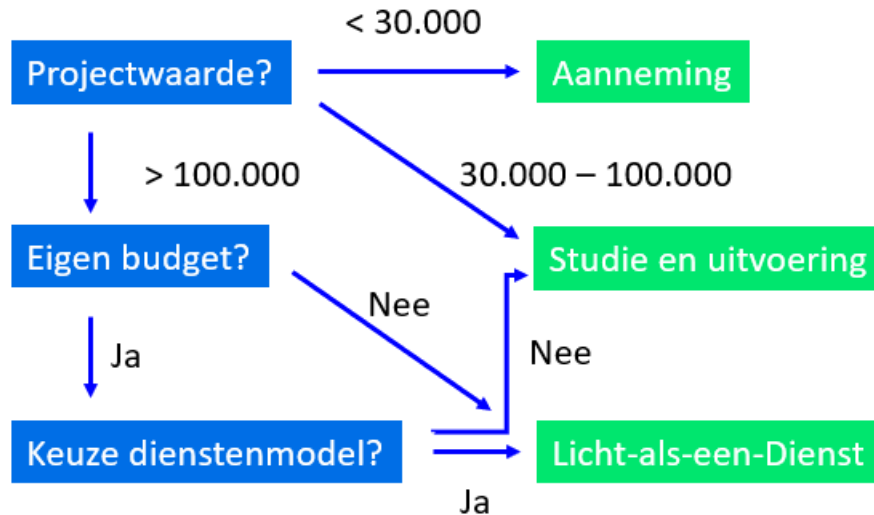 < 30.000
Projectwaarde?
Aanneming
> 100.000
30.000 – 100.000
Eigen budget?
Studie en uitvoering
Nee
Ja
Nee
Keuze dienstenmodel?
Licht-als-een-Dienst
Ja